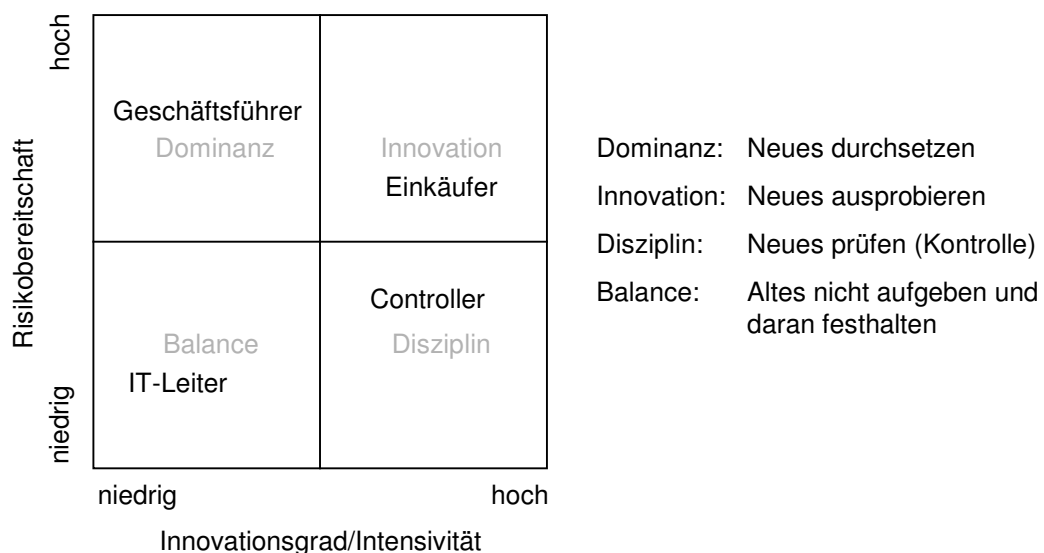 hoch
Risikobereitschaft
niedrig
Geschäftsführer
Dominanz
Innovation
Einkäufer
Controller
Balance
Disziplin
IT-Leiter
niedrig
hoch
Innovationsgrad/Intensivität
Dominanz: Neues durchsetzen
Innovation: Neues ausprobieren
Disziplin: Neues prüfen (Kontrolle)
Balance: Altes nicht aufgeben und
daran festhalten